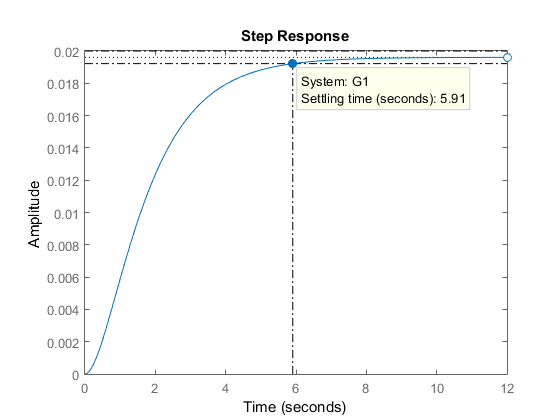 Step Response
0.02
0.018
0.016
0.014
0.012
0.01
0.008
0.006
0.004
0.002
0
Amplitude
System: G1
Settling time (seconds): 5.91
0 2 4 6 8 10 12
Time (seconds)